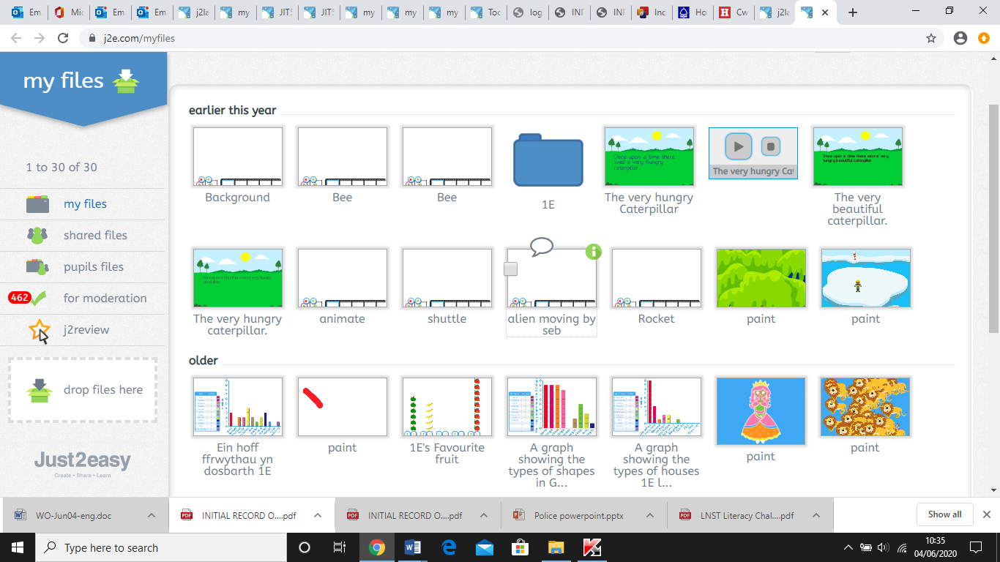 Em
Mic
Em
Em
j2la
my
JIT5
JIT5
my
my
my
Toc
log
INI
INI
Inc
Ho
Cw
j2la
j2e.com/myfiles
my files
1 to 30 of 30
my files
shared files
pupils files
462 for moderation
j2review
drop files here
Just2easy
Create • Share • Learn
earlier this year
Once upon a time there
lived a very hungry
caterpillar.
The very hungry Cat
Once upon a time there was a very
hungry beautiful caterpillar
Background
Bee
Bee
1E
The very hungry
Caterpillar
The very
beautiful
caterpillar.
The very hungry
caterpillar.
animate
shuttle
alien moving by
seb
Rocket
paint
paint
older
Ein hoff
ffrwythau yn
dosbarth 1E
paint
1E's Favourite
fruit
A graph
showing the
types of shapes
in G...
A graph
showing the
types of houses
1E l...
paint
paint
WO-Jun04-eng.doc
INITIAL RECORD O....pdf
INITIAL RECORD O....pdf
Police powerpoint.pptx
LNST Literacy Chal....pdf
Show all
Type here to search
10:35
04/06/2020